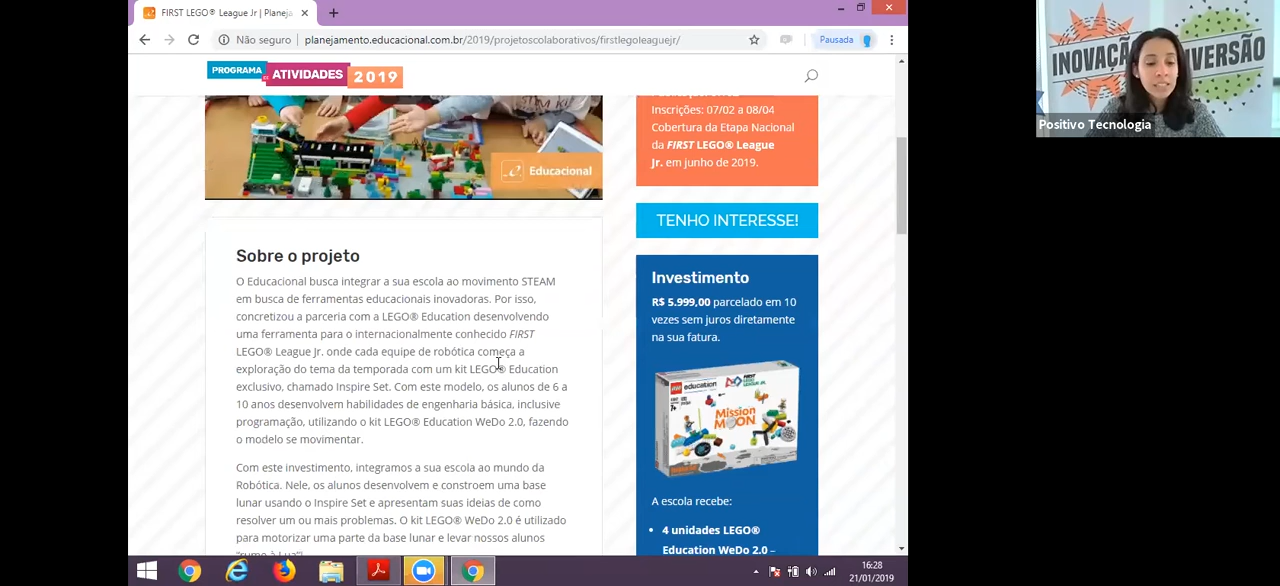 FIRST LEGO® League Jr | Planeja
Não seguro
planejamento.educacional.com.br/2019/projetoscolaborativos/firstlegoleaguejr/
Pausada
PROGRAMA
ATIVIDADES 2019
Educacional
Inscrições: 07/02 a 08/04
Cobertura da Etapa Nacional
da FIRST LEGO® League
Jr. em junho de 2019.
TENHO INTERESSE!
Sobre o projeto
O Educacional busca integrar a sua escola ao movimento STEAM
em busca de ferramentas educacionais inovadoras. Por isso,
concretizou a parceria com a LEGO® Education desenvolvendo
uma ferramenta para o internacionalmente conhecido FIRST
LEGO® League Jr. onde cada equipe de robótica começa a
exploração do tema da temporada com um kit LEGO® Education
exclusivo, chamado Inspire Set. Com este modelo, os alunos de 6 a
10 anos desenvolvem habilidades de engenharia básica, inclusive
programação, utilizando o kit LEGO® Education WeDo 2.0, fazendo
o modelo se movimentar.
Com este investimento, integramos a sua escola ao mundo da
Robótica. Nele, os alunos desenvolvem e constroem uma base
lunar usando o Inspire Set e apresentam suas ideias de como
resolver um ou mais problemas. O kit LEGO® WeDo 2.0 é utilizado
para motorizar uma parte da base lunar e levar nossos alunos
"rumo à Lua"!
Investimento
R$ 5.999,00 parcelado em 10
vezes sem juros diretamente
na sua fatura.
education
Mission
MOON
A escola recebe:
4 unidades LEGO®
Education WeDo 2.0 –
16:28
21/01/2019
INOVAÇÃO
VERSÃO
Positivo Tecnologia